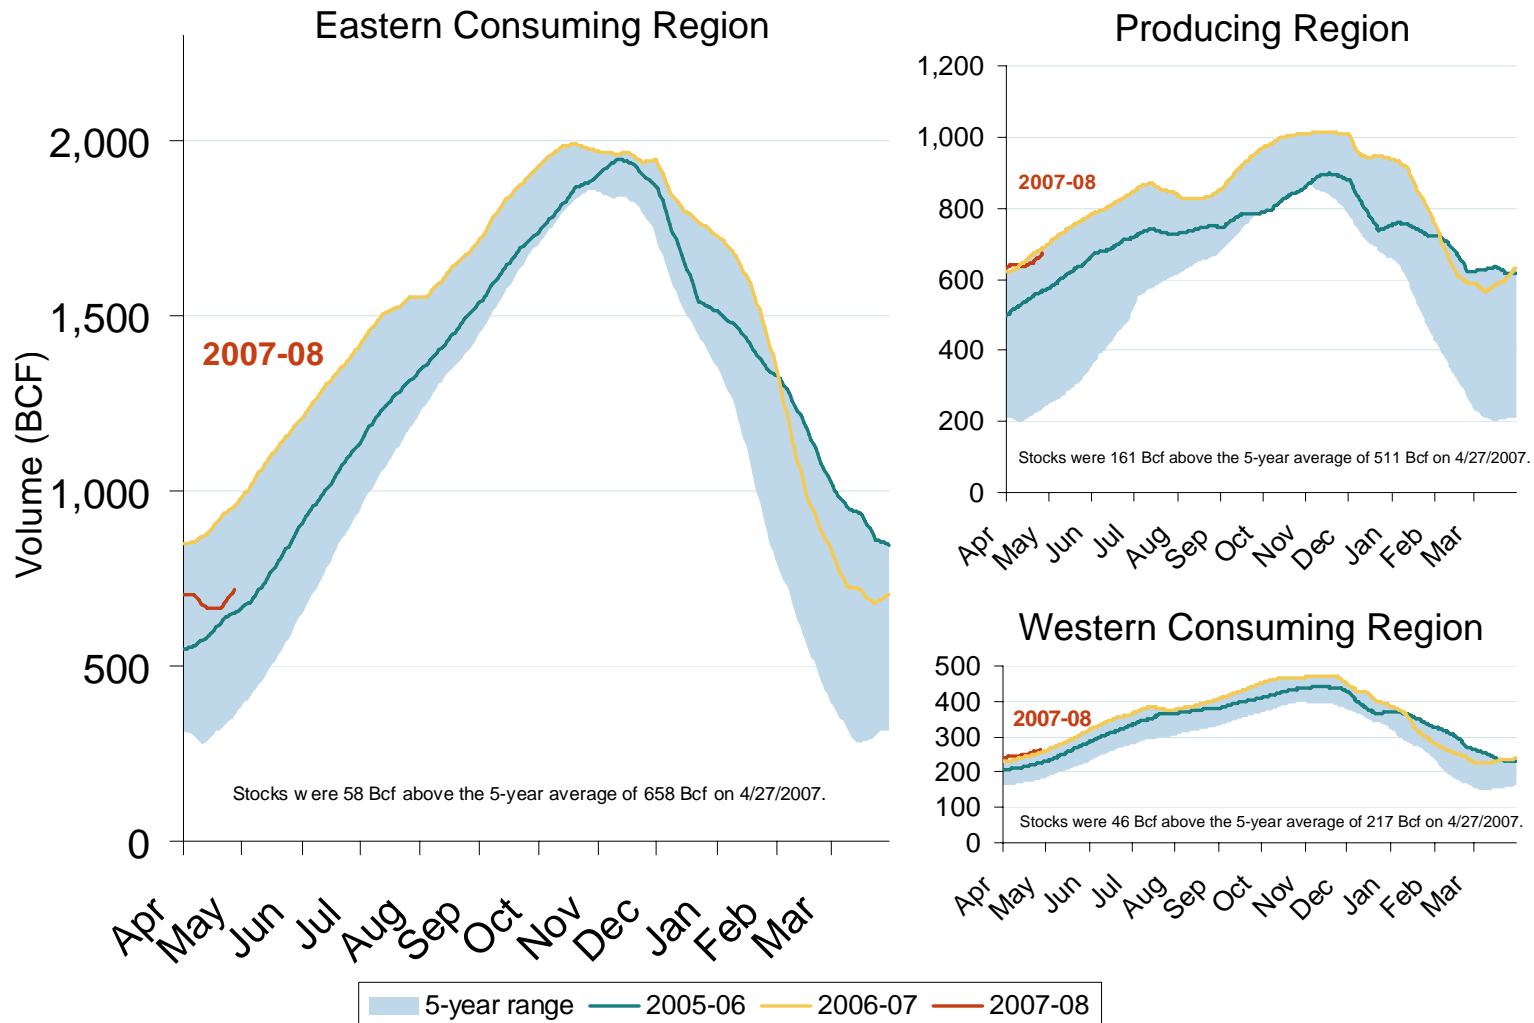 Eastern Consuming Region
Volume (BCF)
2,000
1,500
1,000
500
0
2007-08
Stocks were 58 Bcf above the 5-year average of 658 Bcf on 4/27/2007.
Apr May Jun Jul Aug Sep Oct Nov Dec Jan Feb Mar
Producing Region
1,200
1,000
800
600
400
200
0
2007-08
Stocks were 161 Bcf above the 5-year average of 511 Bcf on 4/27/2007.
Apr May Jun Jul Aug Sep Oct Nov Dec Jan Feb Mar
Western Consuming Region
500
400
300
200
100
0
2007-08
Stocks were 46 Bcf above the 5-year average of 217 Bcf on 4/27/2007.
Apr May Jun Jul Aug Sep Oct Nov Dec Jan Feb Mar
5-year range 2005-06 2006-07 2007-08